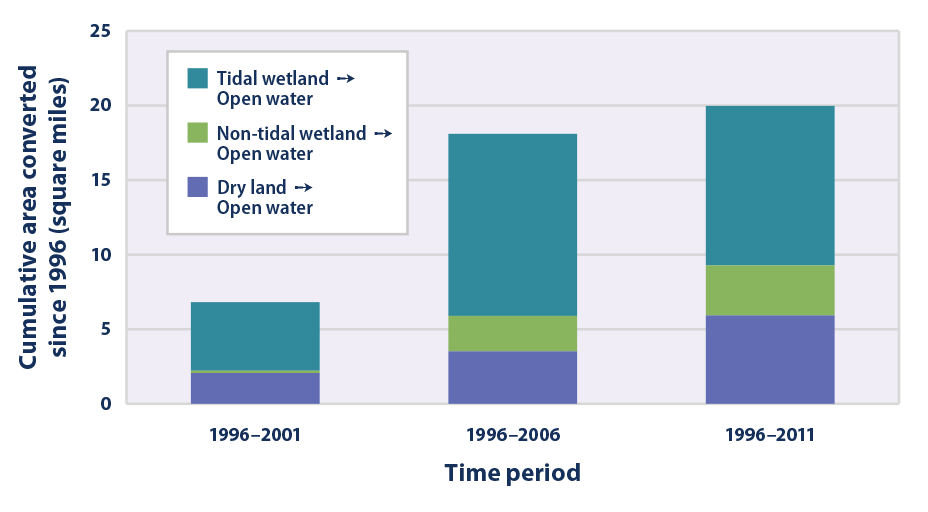 Cumulative area converted
since 1996 (square miles)
25
20
15
10
5
0
Tidal wetland →
Open water
Non-tidal wetland →
Open water
Dry land →
Open water
1996–2001
1996–2006
1996–2011
Time period